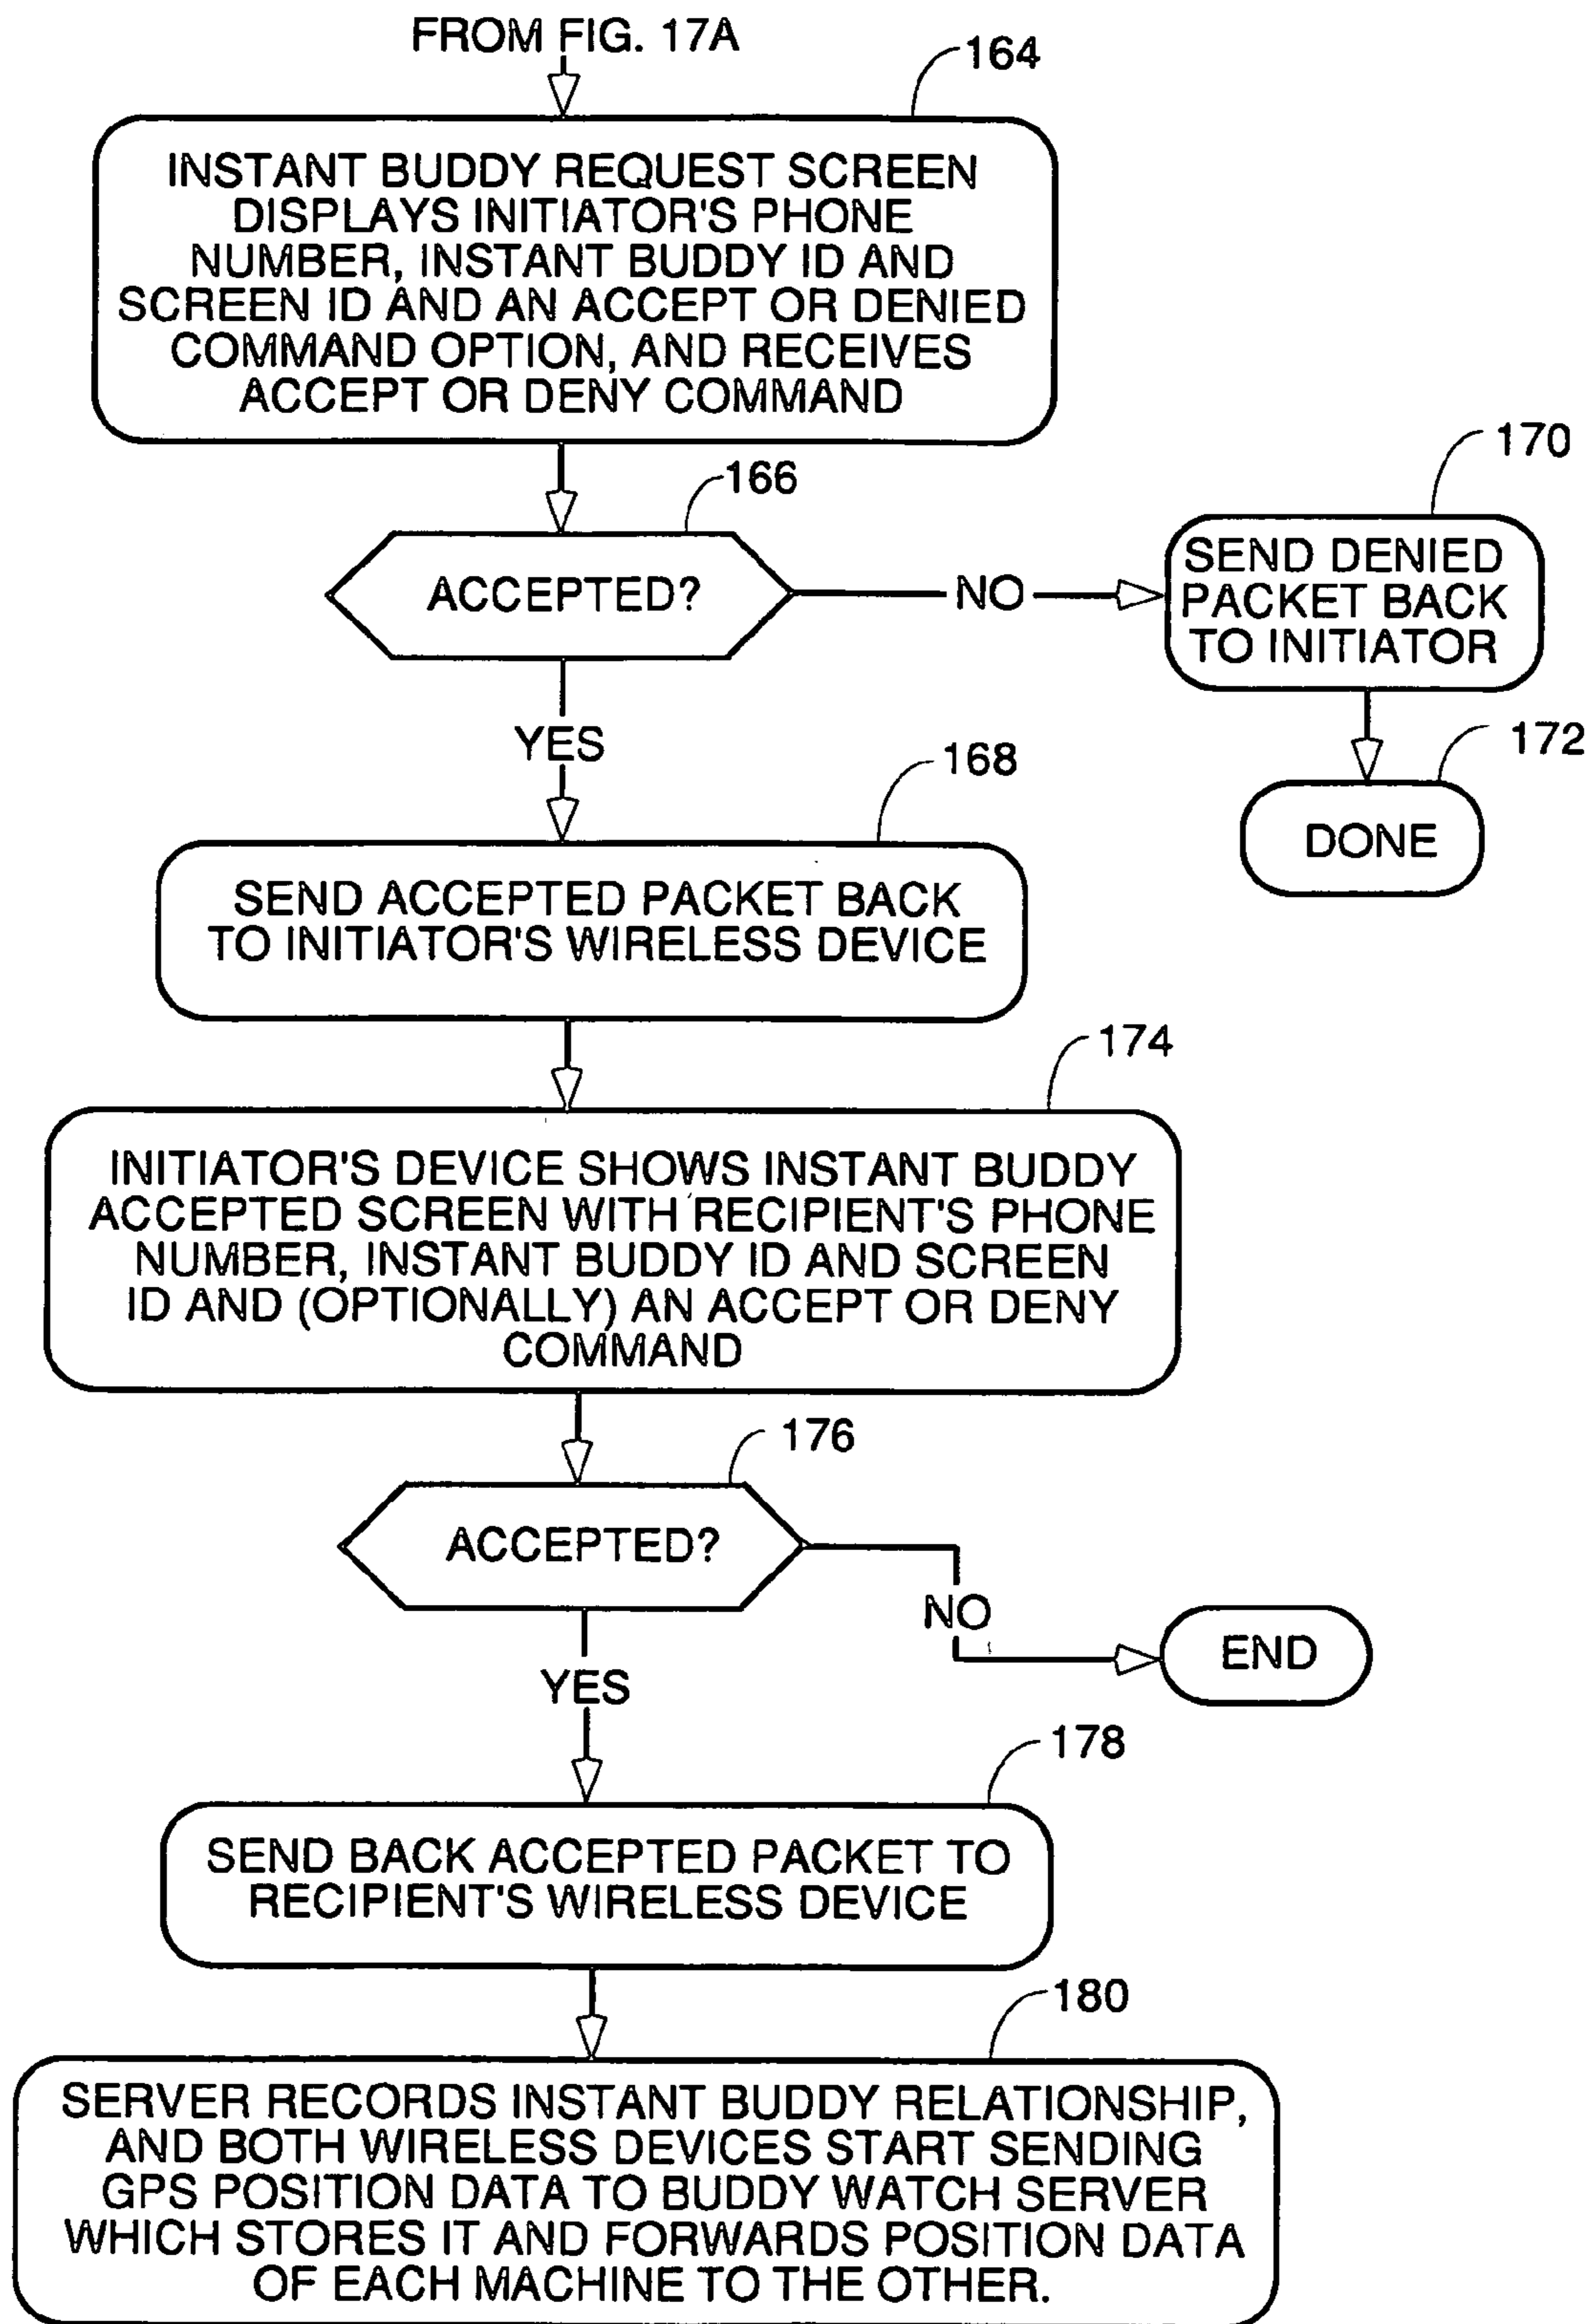 FROM FIG. 17A
164
INSTANT BUDDY REQUEST SCREEN
DISPLAYS INITIATOR'S PHONE
NUMBER, INSTANT BUDDY ID AND
SCREEN ID AND AN ACCEPT OR DENIED
COMMAND OPTION, AND RECEIVES
ACCEPT OR DENY COMMAND
166
ACCEPTED?
NO
170
SEND DENIED
PACKET BACK
TO INITIATOR
172
DONE
YES
168
SEND ACCEPTED PACKET BACK
TO INITIATOR'S WIRELESS DEVICE
174
INITIATOR'S DEVICE SHOWS INSTANT BUDDY
ACCEPTED SCREEN WITH RECIPIENT'S PHONE
NUMBER, INSTANT BUDDY ID AND SCREEN
ID AND (OPTIONALLY) AN ACCEPT OR DENY
COMMAND
176
ACCEPTED?
NO
END
YES
178
SEND BACK ACCEPTED PACKET TO
RECIPIENT'S WIRELESS DEVICE
180
SERVER RECORDS INSTANT BUDDY RELATIONSHIP,
AND BOTH WIRELESS DEVICES START SENDING
GPS POSITION DATA TO BUDDY WATCH SERVER
WHICH STORES IT AND FORWARDS POSITION DATA
OF EACH MACHINE TO THE OTHER.